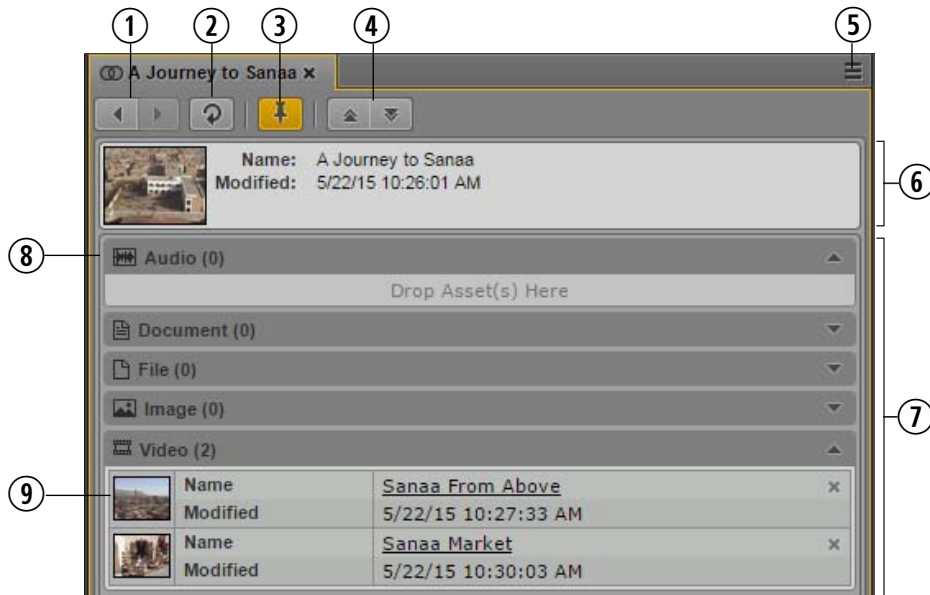 1 2 3 4 5
A Journey to Sanaa ×
Name: A Journey to Sanaa
Modified: 5/22/15 10:26:01 AM
6
8
Audio (0)
Drop Asset(s) Here
Document (0)
File (0)
Image (0)
7
Video (2)
9
Name Sanaa From Above ×
Modified 5/22/15 10:27:33 AM
Name Sanaa Market ×
Modified 5/22/15 10:30:03 AM